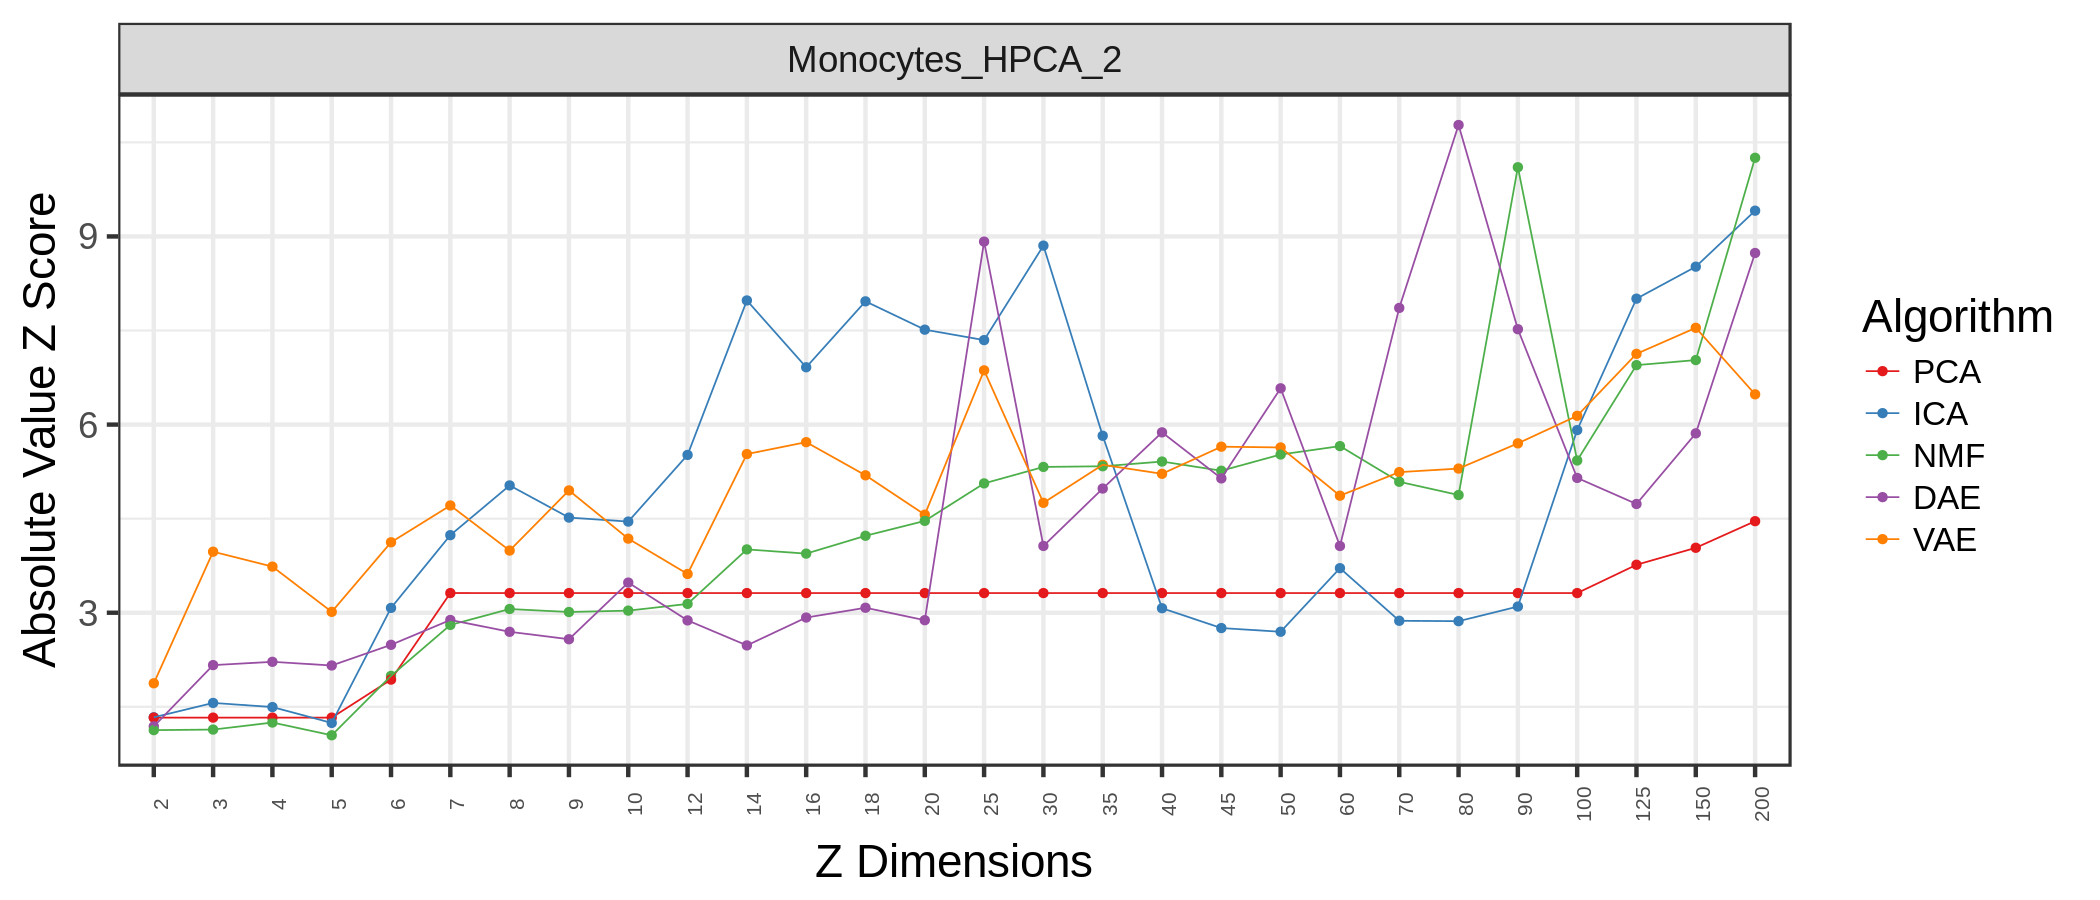 Monocytes_HPCA_2
Absolute Value Z Score
9
6
3
2 3 4 5 6 7 8 9 10 12 14 16 18 20 25 30 35 40 45 50 60 70 80 90 100 125 150 200
Z Dimensions
Algorithm
PCA
ICA
NMF
DAE
VAE